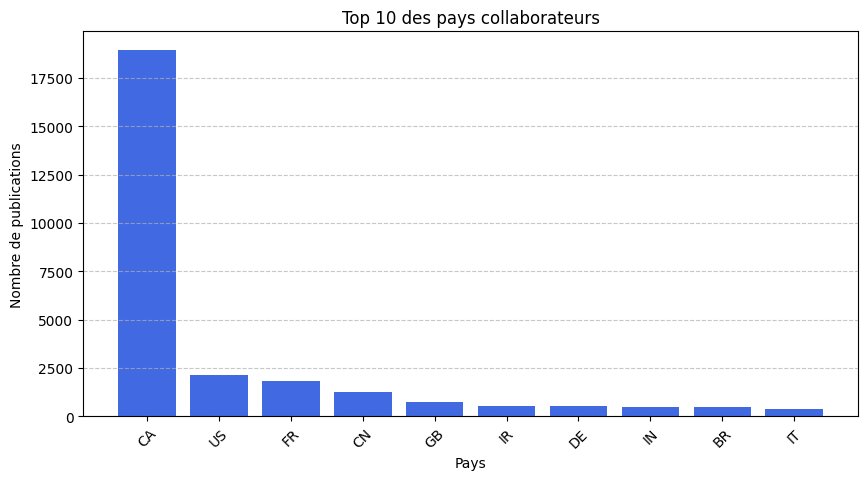 Top 10 des pays collaborateurs
Nombre de publications
17500
15000
12500
10000
7500
5000
2500
0
CA
US
FR
CN
GB
IR
DE
IN
BR
IT
Pays